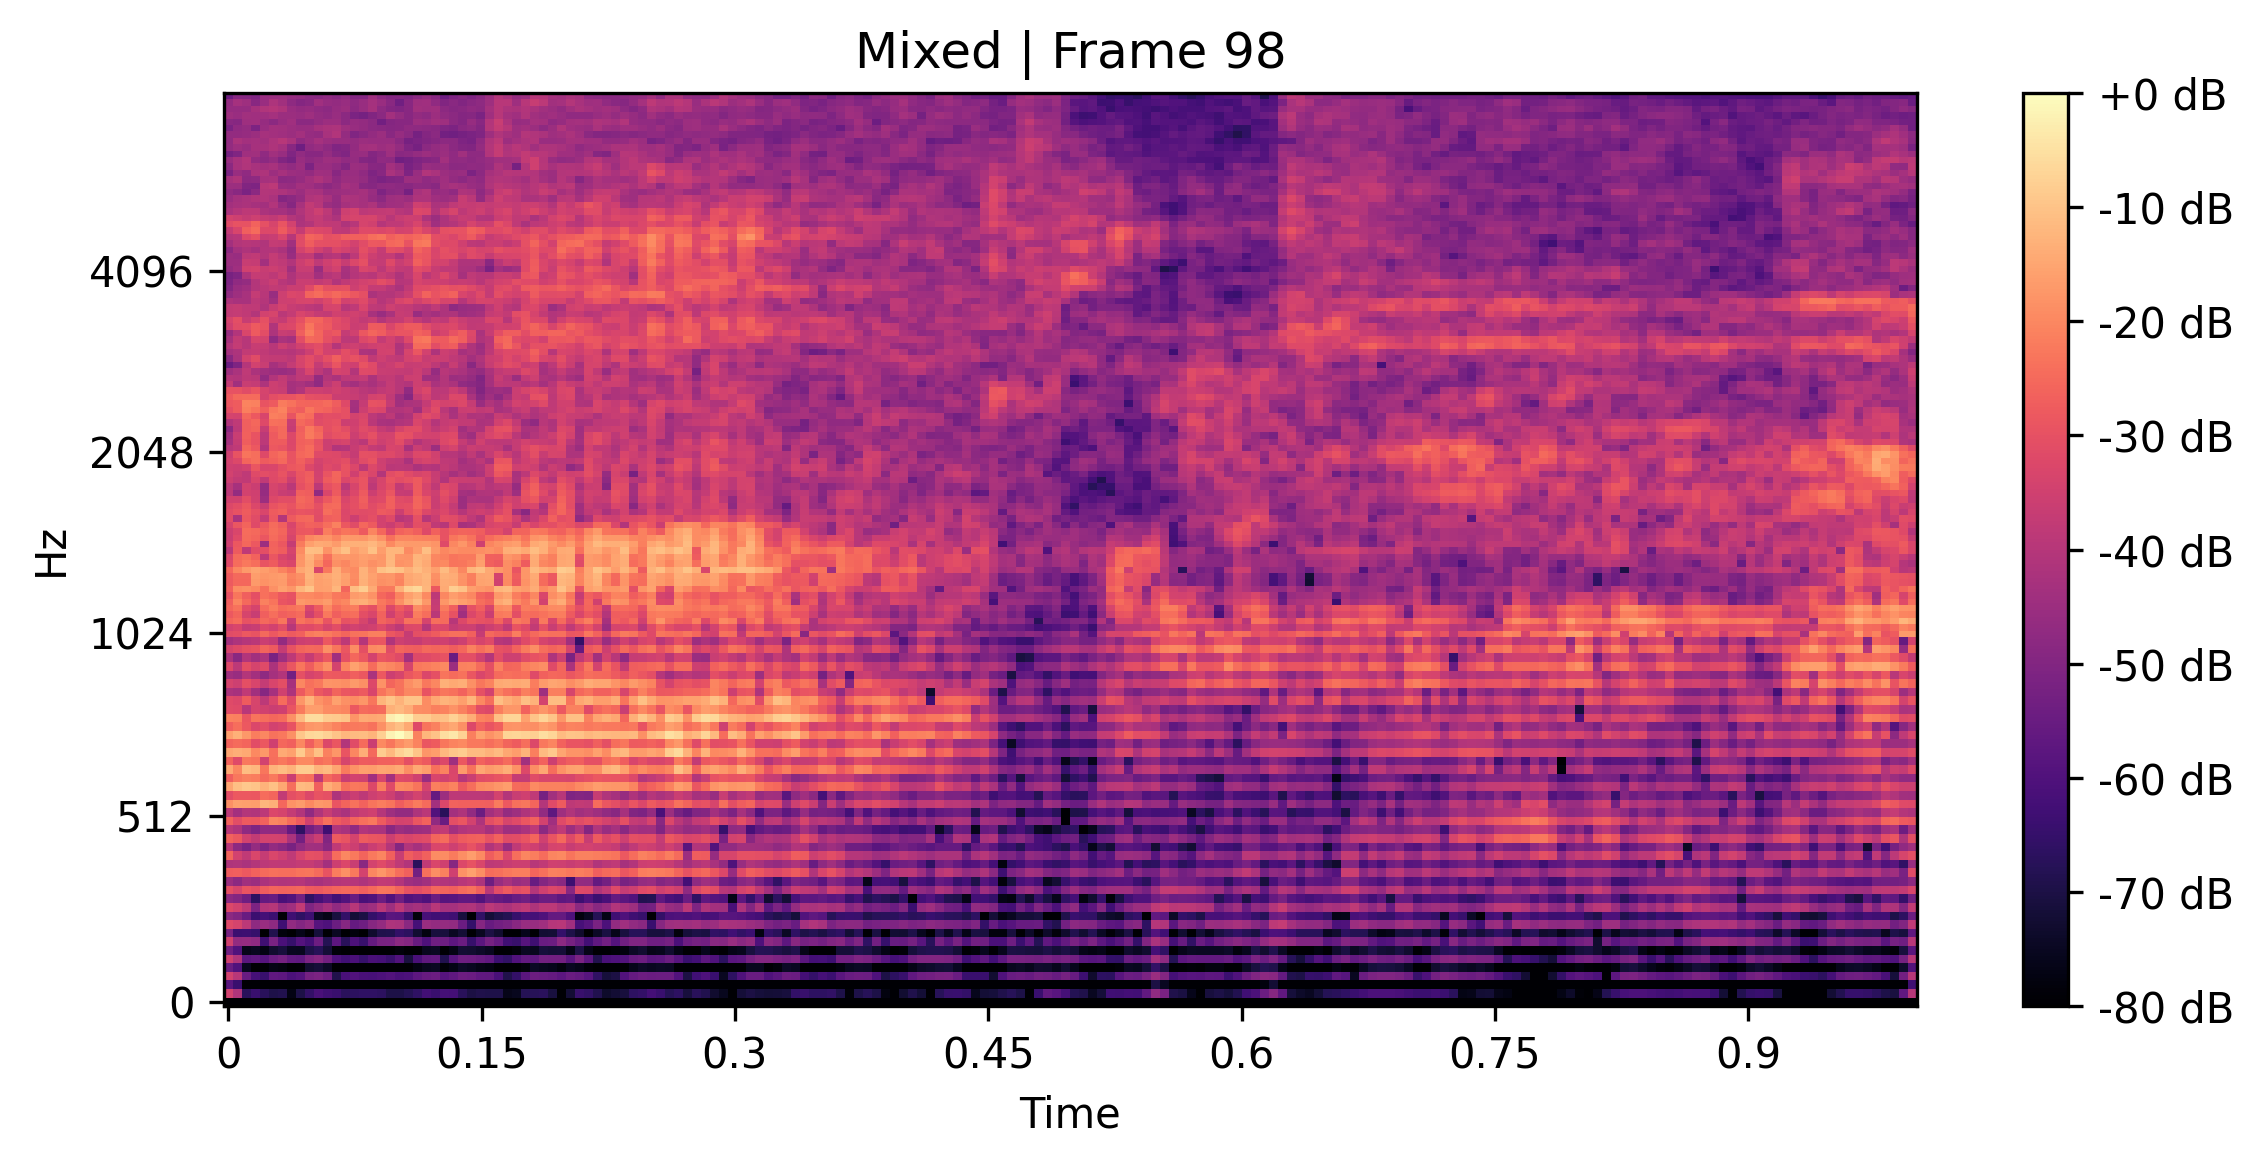 Mixed | Frame 98
Hz
4096
2048
1024
512
0
0 0.15 0.3 0.45 0.6 0.75 0.9
Time
+0 dB
-10 dB
-20 dB
-30 dB
-40 dB
-50 dB
-60 dB
-70 dB
-80 dB